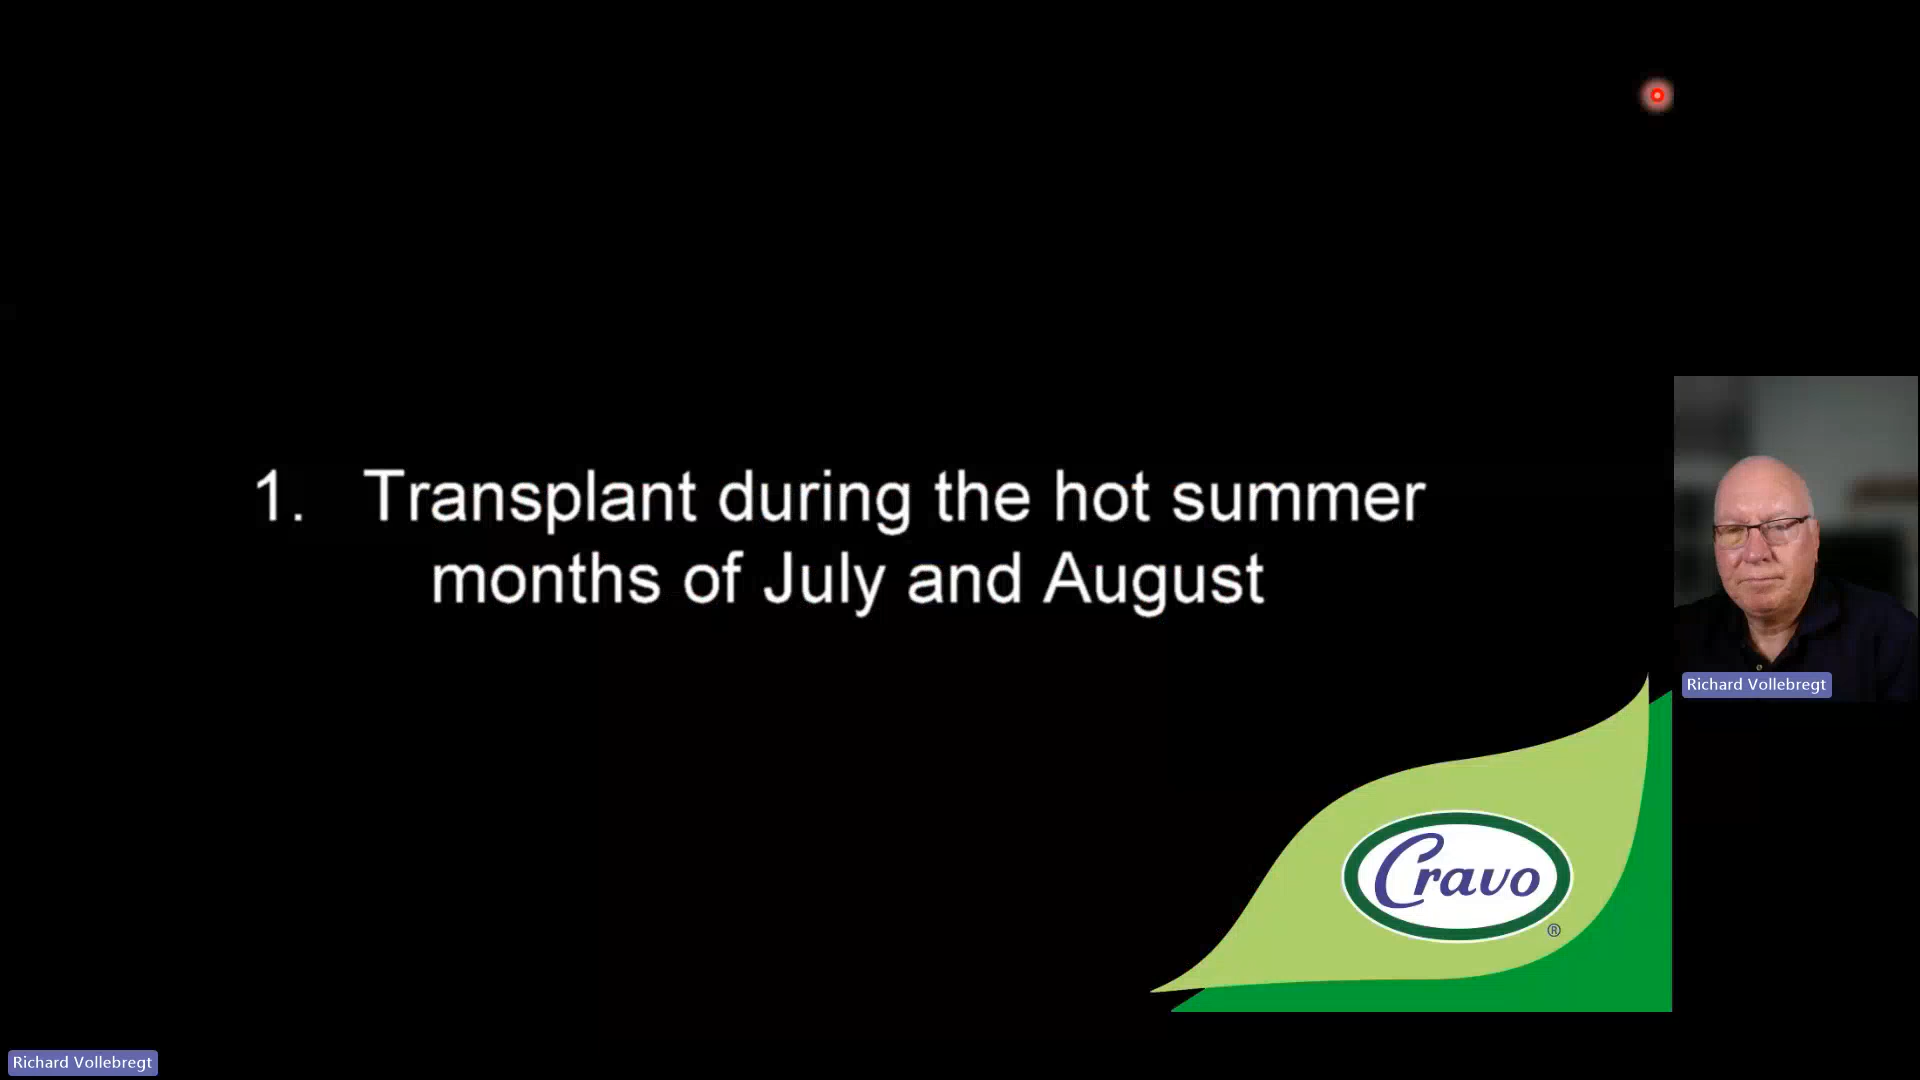 1. Transplant during the hot summer
months of July and August
Richard Vollebregt
Cravo
®
Richard Vollebregt